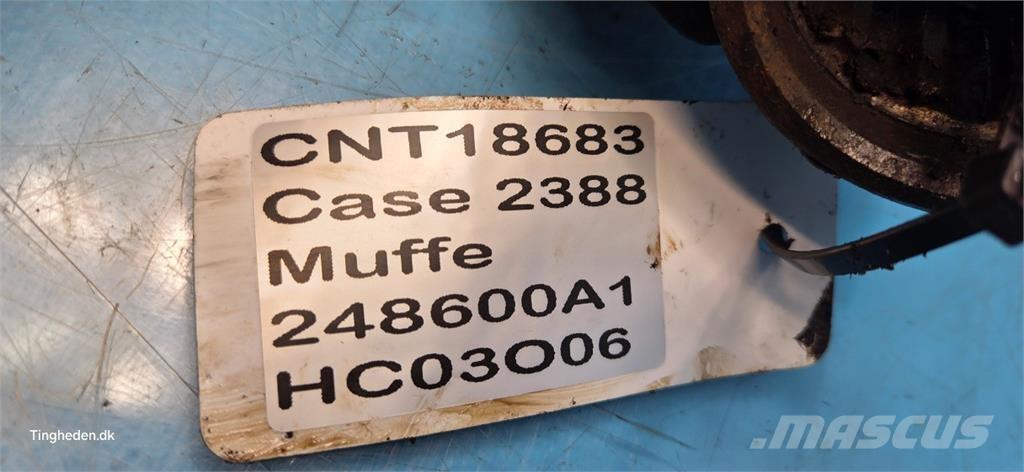 CNT18683
Case 2388
Muffe
248600A1
HC03O06
Tingheden.dk
MASCUS